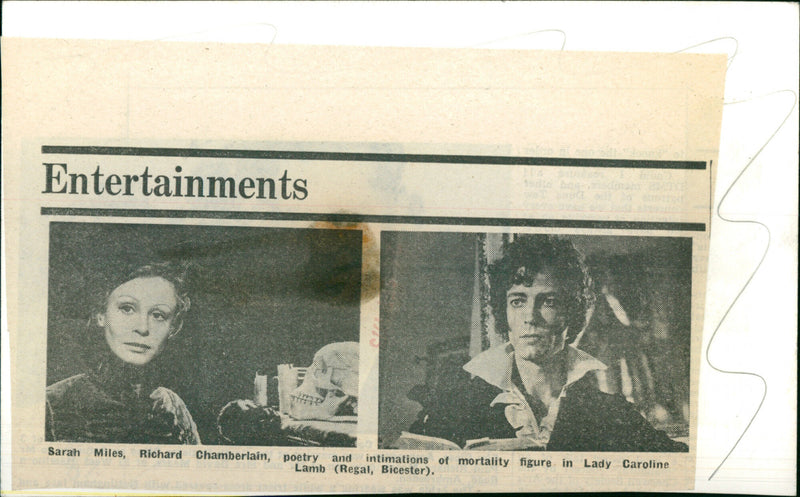 Entertainments
Sarah Miles, Richard Chamberlain, poetry and intimations of mortality figure in Lady Caroline
Lamb (Regal, Bicester).